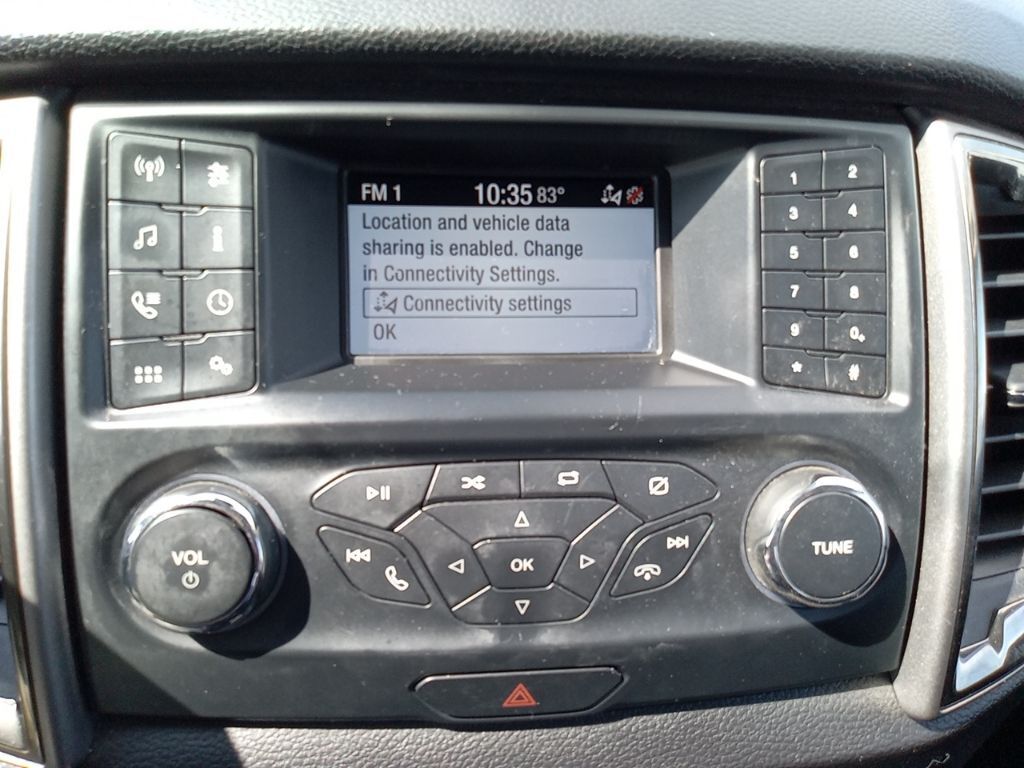 FM 1 10:35 83°
Location and vehicle data
sharing is enabled. Change
in Connectivity Settings.
Connectivity settings
OK
1 2
3 4
5 6
7 8
9 0+
* #
i
VOL
OK
TUNE